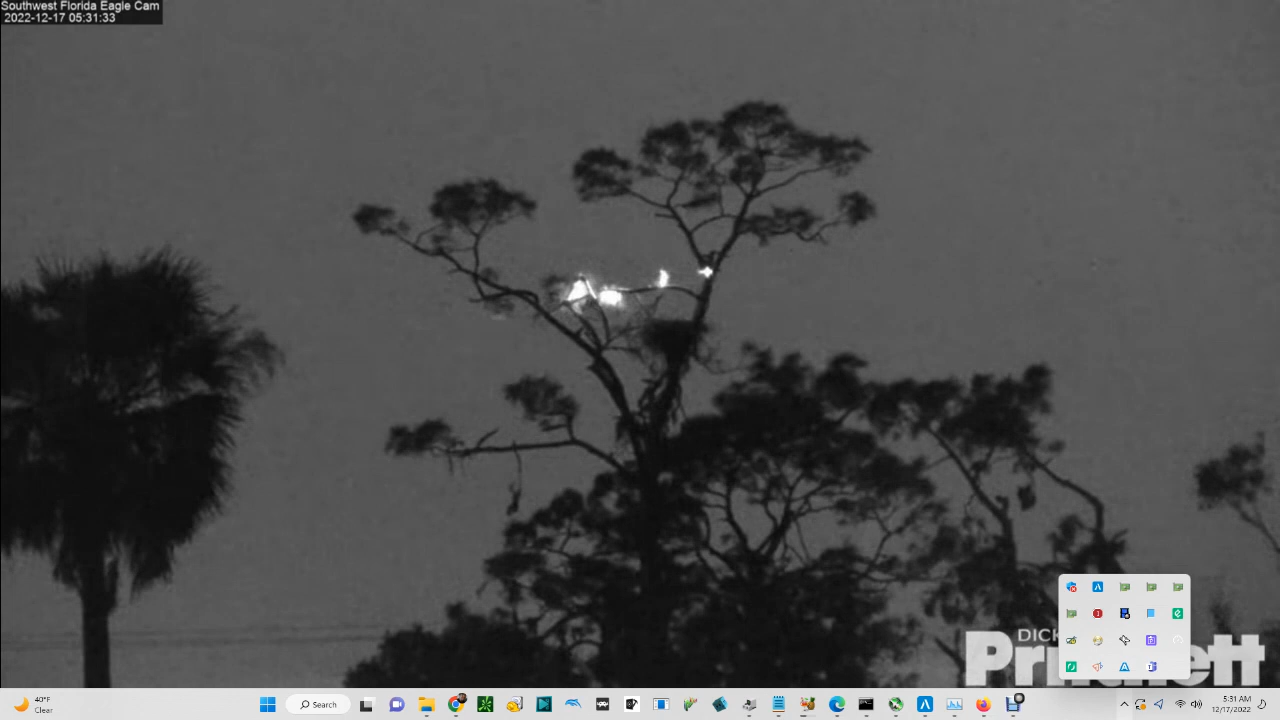 Southwest Florida Eagle Cam
2022-12-17 05:31:33
DICK
40°F
Clear
Search
5:31 AM
12/17/2022